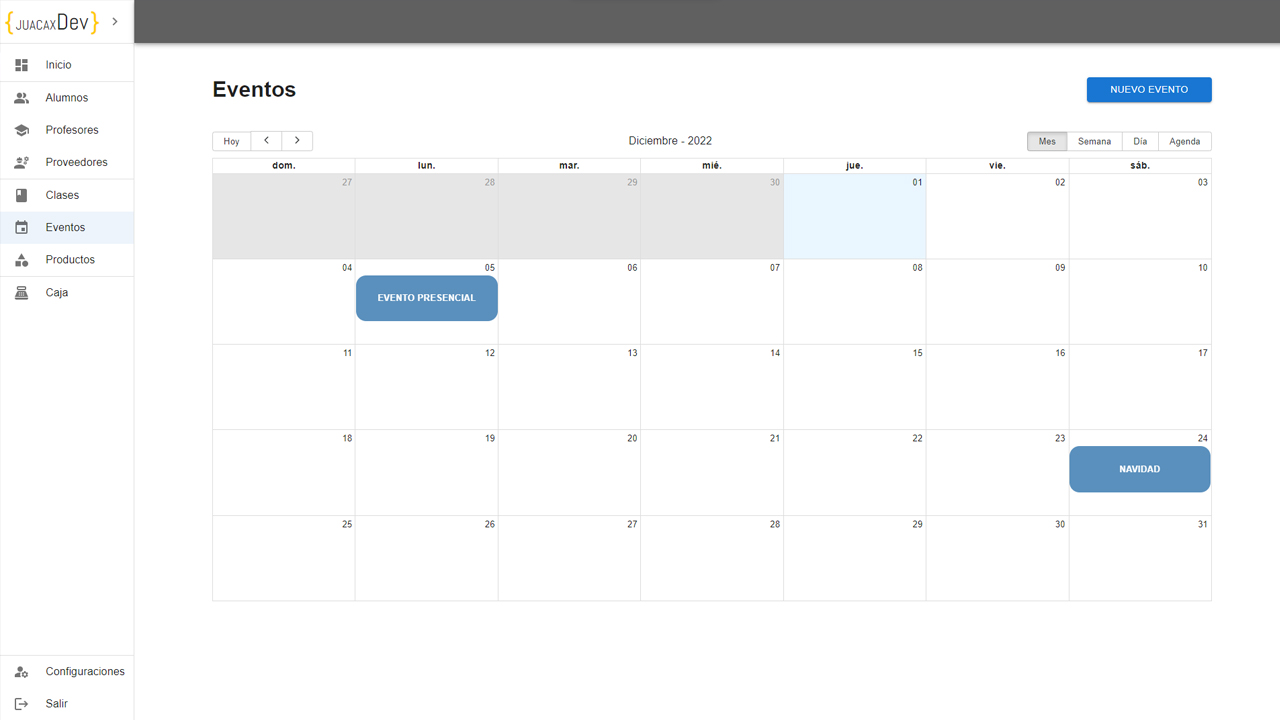 {JUACAXDev}
Inicio
Alumnos
Profesores
Proveedores
Clases
Eventos
Productos
Caja
Configuraciones
Salir
Eventos
NUEVO EVENTO
Hoy
Diciembre - 2022
Mes Semana Día Agenda
dom. lun. mar. mié. jue. vie. sáb.
27 28 29 30 01 02 03
04 05 06 07 08 09 10
EVENTO PRESENCIAL
11 12 13 14 15 16 17
18 19 20 21 22 23 24
NAVIDAD
25 26 27 28 29 30 31